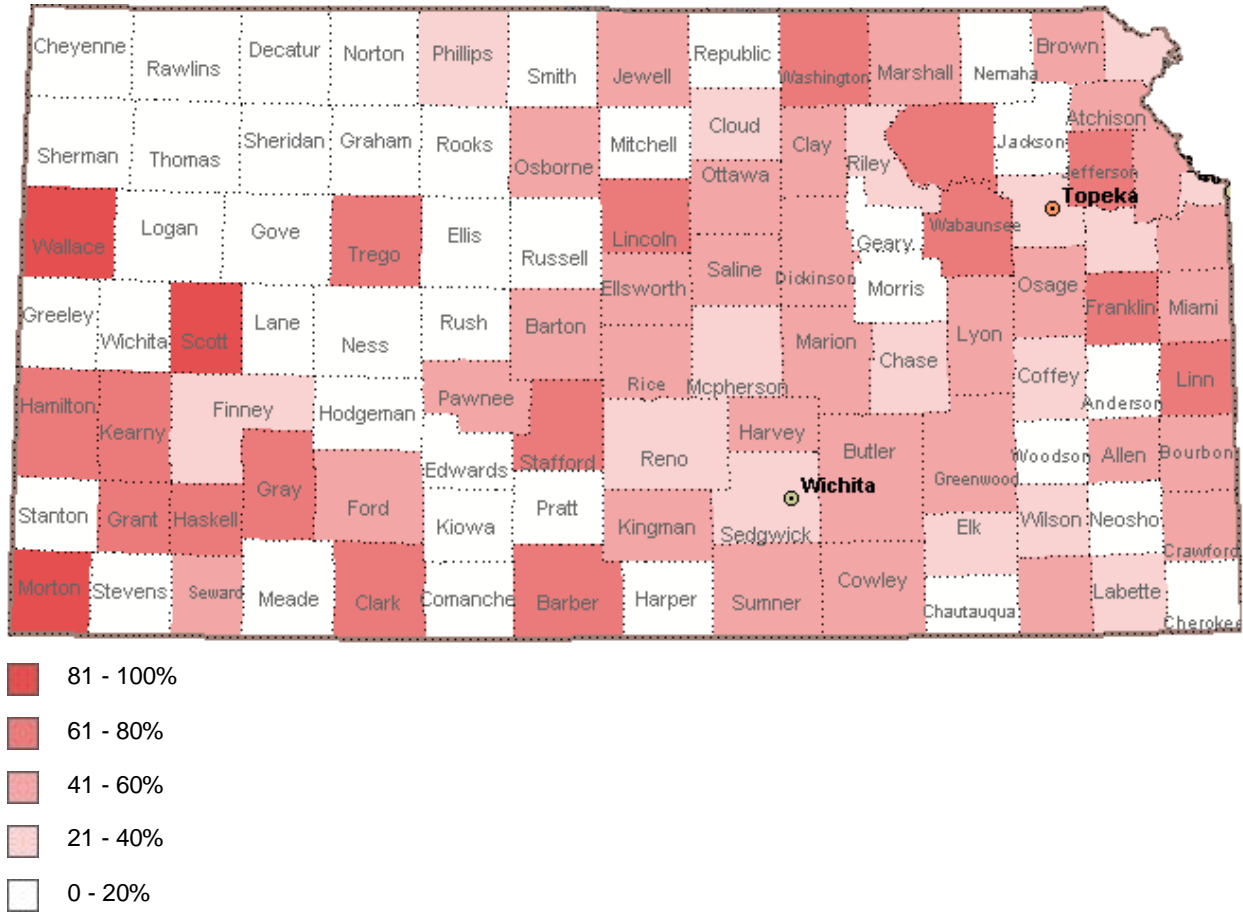 Cheyenne
Rawlins
Decatur
Norton
Phillips
Smith
Jewell
Republic
Washington
Marshall
Nemaha
Brown
Sherman
Thomas
Sheridan
Graham
Rooks
Osborne
Mitchell
Cloud
Ottawa
Clay
Riley
Jackson
Atchison
Jefferson
Topeka
Wallace
Logan
Gove
Trego
Ellis
Russell
Lincoln
Ellsworth
Saline
Dickinson
Geary
Morris
Wabaunsee
Osage
Franklin
Miami
Greeley
Wichita
Scott
Lane
Ness
Rush
Barton
Rice
Mcpherson
Marion
Chase
Lyon
Coffey
Anderson
Linn
Hamilton
Kearny
Finney
Hodgeman
Pawnee
Stafford
Reno
Harvey
Butler
Greenwood
Woodson
Allen
Bourbon
Gray
Ford
Edwards
Wichita
Stanton
Grant
Haskell
Kiowa
Pratt
Kingman
Sedgwick
Elk
Wilson
Neosho
Crawford
Morton
Stevens
Seward
Meade
Clark
Comanche
Barber
Harper
Sumner
Cowley
Chautauqua
Labette
Cherokee
81 - 100%
61 - 80%
41 - 60%
21 - 40%
0 - 20%